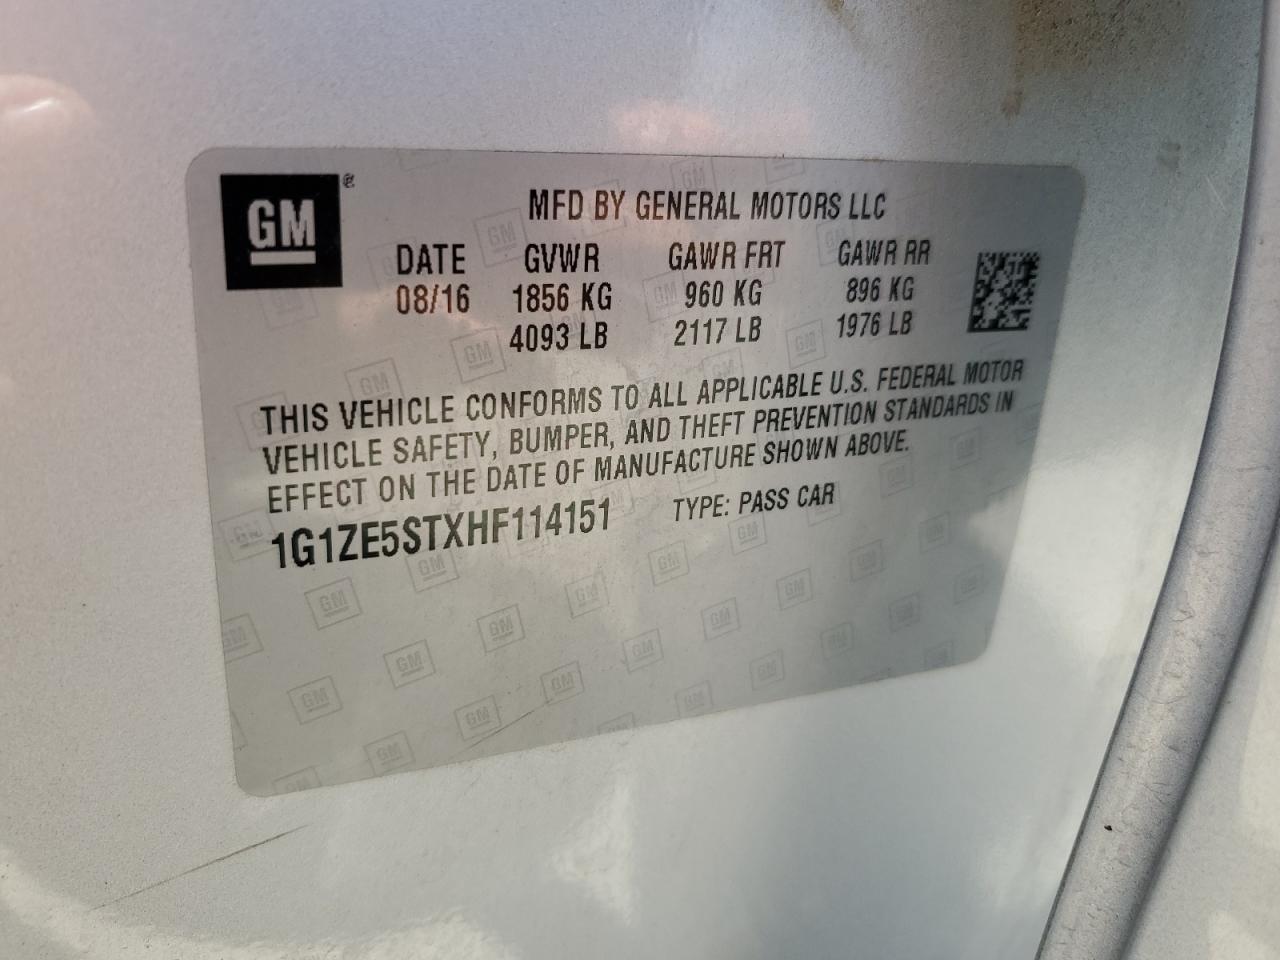 GM ®
MFD BY GENERAL MOTORS LLC
DATE GVWR GAWR FRT GAWR RR
08/16 1856 KG 960 KG 896 KG
4093 LB 2117 LB 1976 LB
THIS VEHICLE CONFORMS TO ALL APPLICABLE U.S. FEDERAL MOTOR
VEHICLE SAFETY, BUMPER, AND THEFT PREVENTION STANDARDS IN
EFFECT ON THE DATE OF MANUFACTURE SHOWN ABOVE.
1G1ZE5STXHF114151 TYPE: PASS CAR